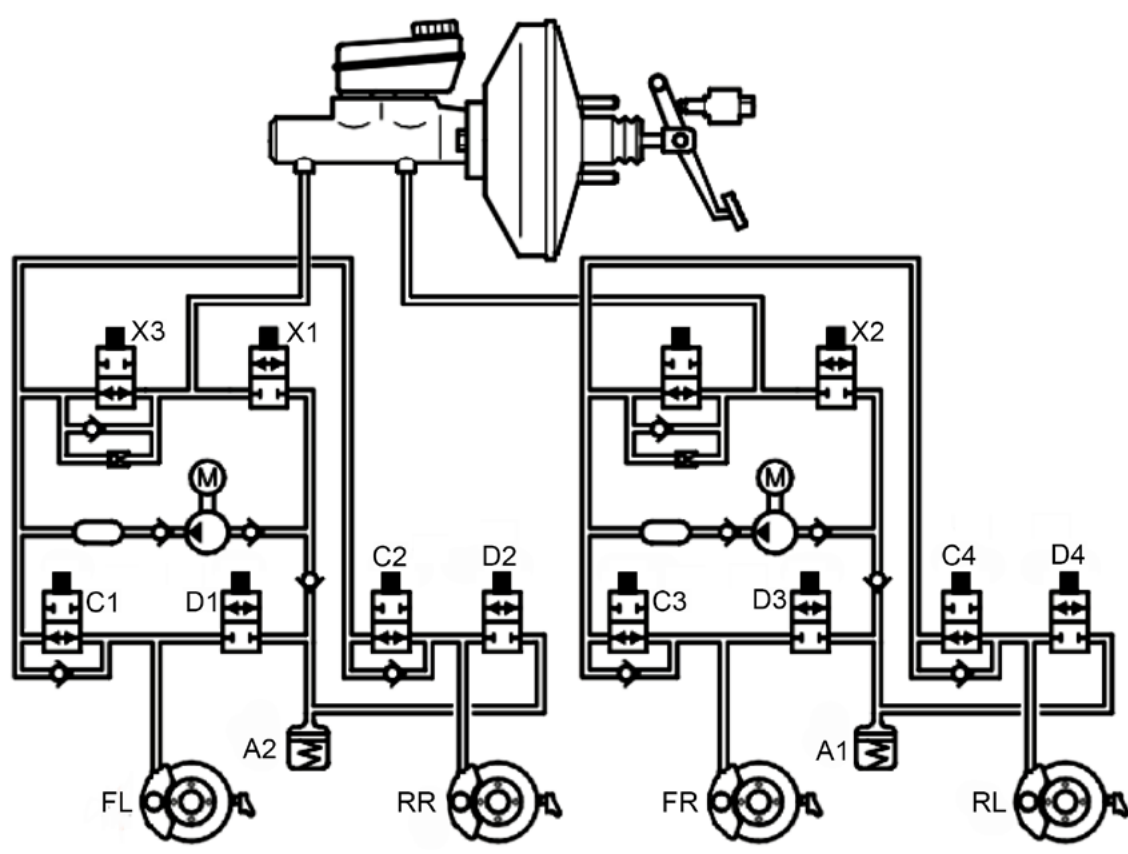 X3 X1 X2
M M
C2 D2 C4 D4
C1 D1 C3 D3
A2 A1
FL RR FR RL